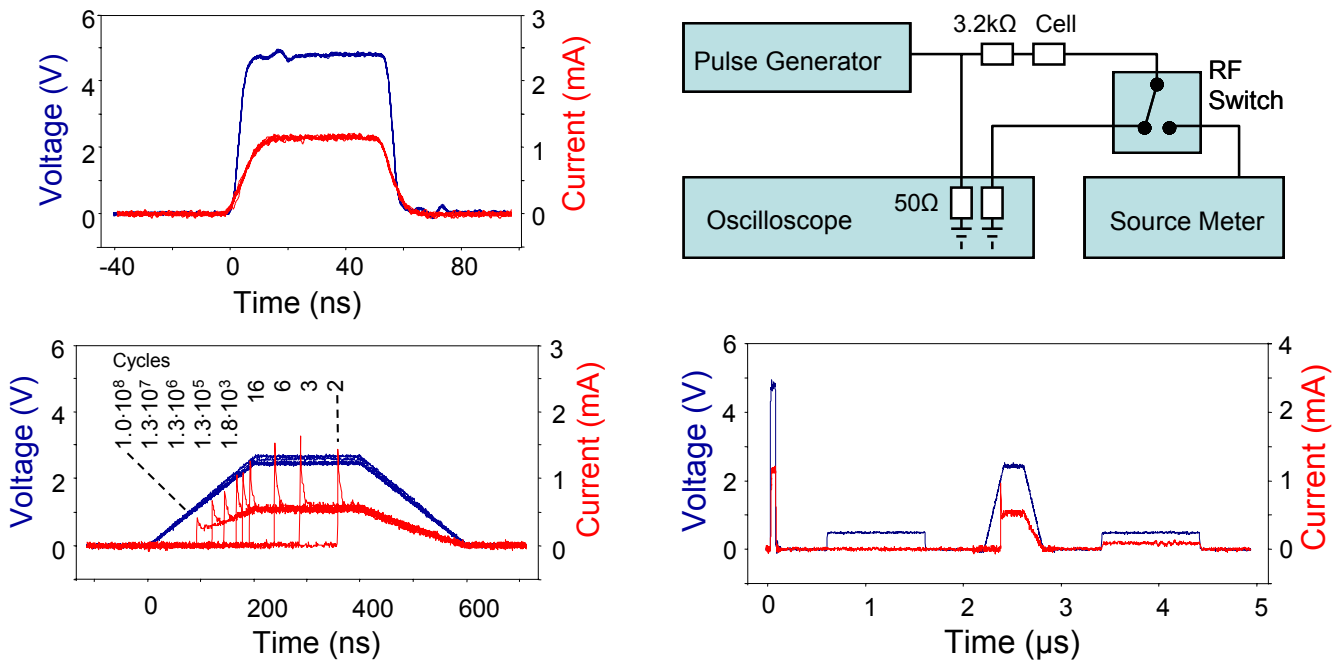 6
4
2
0
Voltage (V)
3
2
1
0
Current (mA)
-40
0
40
80
Time (ns)
Pulse Generator
3.2kΩ
Cell
RF
Switch
50Ω
Oscilloscope
Source Meter
6
4
2
0
Voltage (V)
Cycles
1.0·10⁸
1.3·10⁷
1.3·10⁶
1.3·10⁵
1.8·10³
16
6
3
2
3
2
1
0
Current (mA)
0
200
400
600
Time (ns)
6
4
2
0
Voltage (V)
4
2
1
0
Current (mA)
0
1
2
3
4
5
Time (µs)